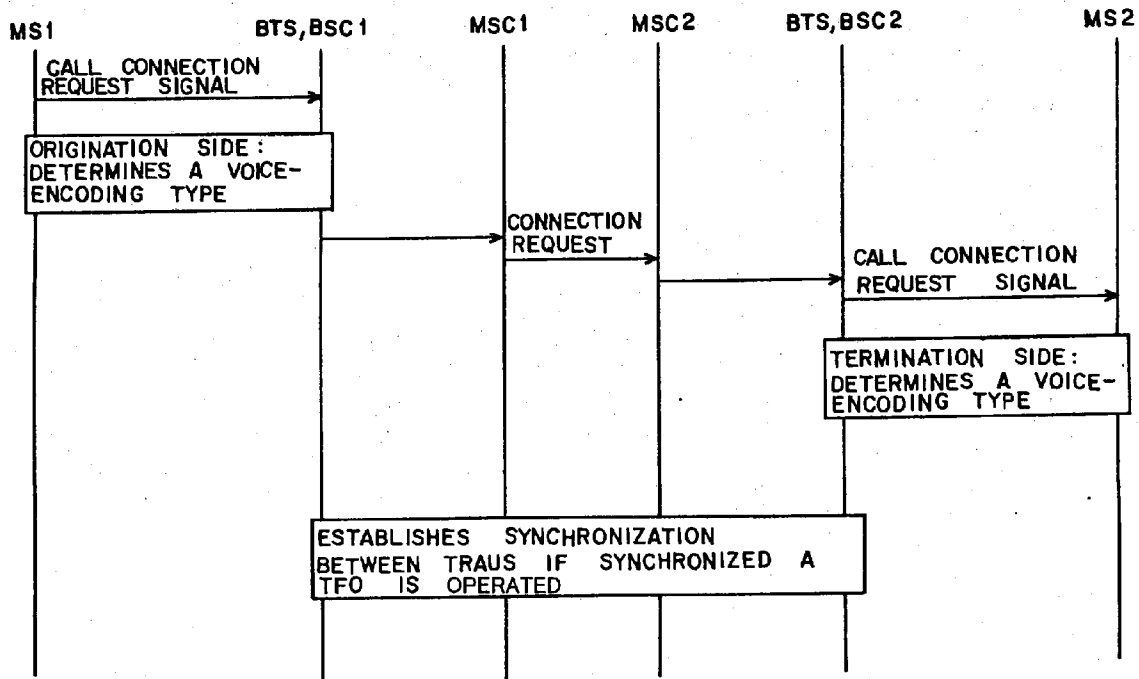 MS1 BTS,BSC1 MSC1 MSC2 BTS,BSC2 MS2
CALL CONNECTION
REQUEST SIGNAL
ORIGINATION SIDE:
DETERMINES A VOICE-
ENCODING TYPE
CONNECTION
REQUEST
CALL CONNECTION
REQUEST SIGNAL
TERMINATION SIDE:
DETERMINES A VOICE-
ENCODING TYPE
ESTABLISHES SYNCHRONIZATION
BETWEEN TRAUS IF SYNCHRONIZED A
TFO IS OPERATED